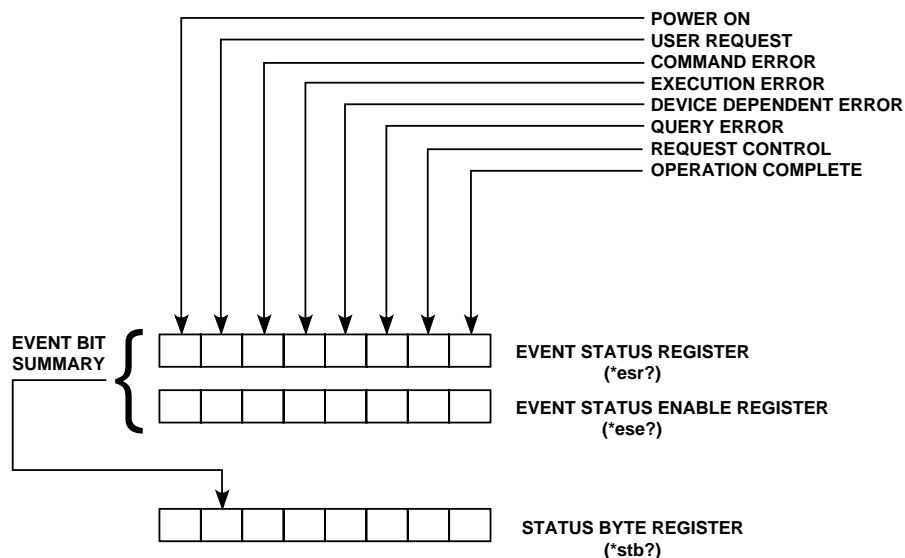 POWER ON
USER REQUEST
COMMAND ERROR
EXECUTION ERROR
DEVICE DEPENDENT ERROR
QUERY ERROR
REQUEST CONTROL
OPERATION COMPLETE
EVENT BIT
SUMMARY
EVENT STATUS REGISTER
(*esr?)
EVENT STATUS ENABLE REGISTER
(*ese?)
STATUS BYTE REGISTER
(*stb?)